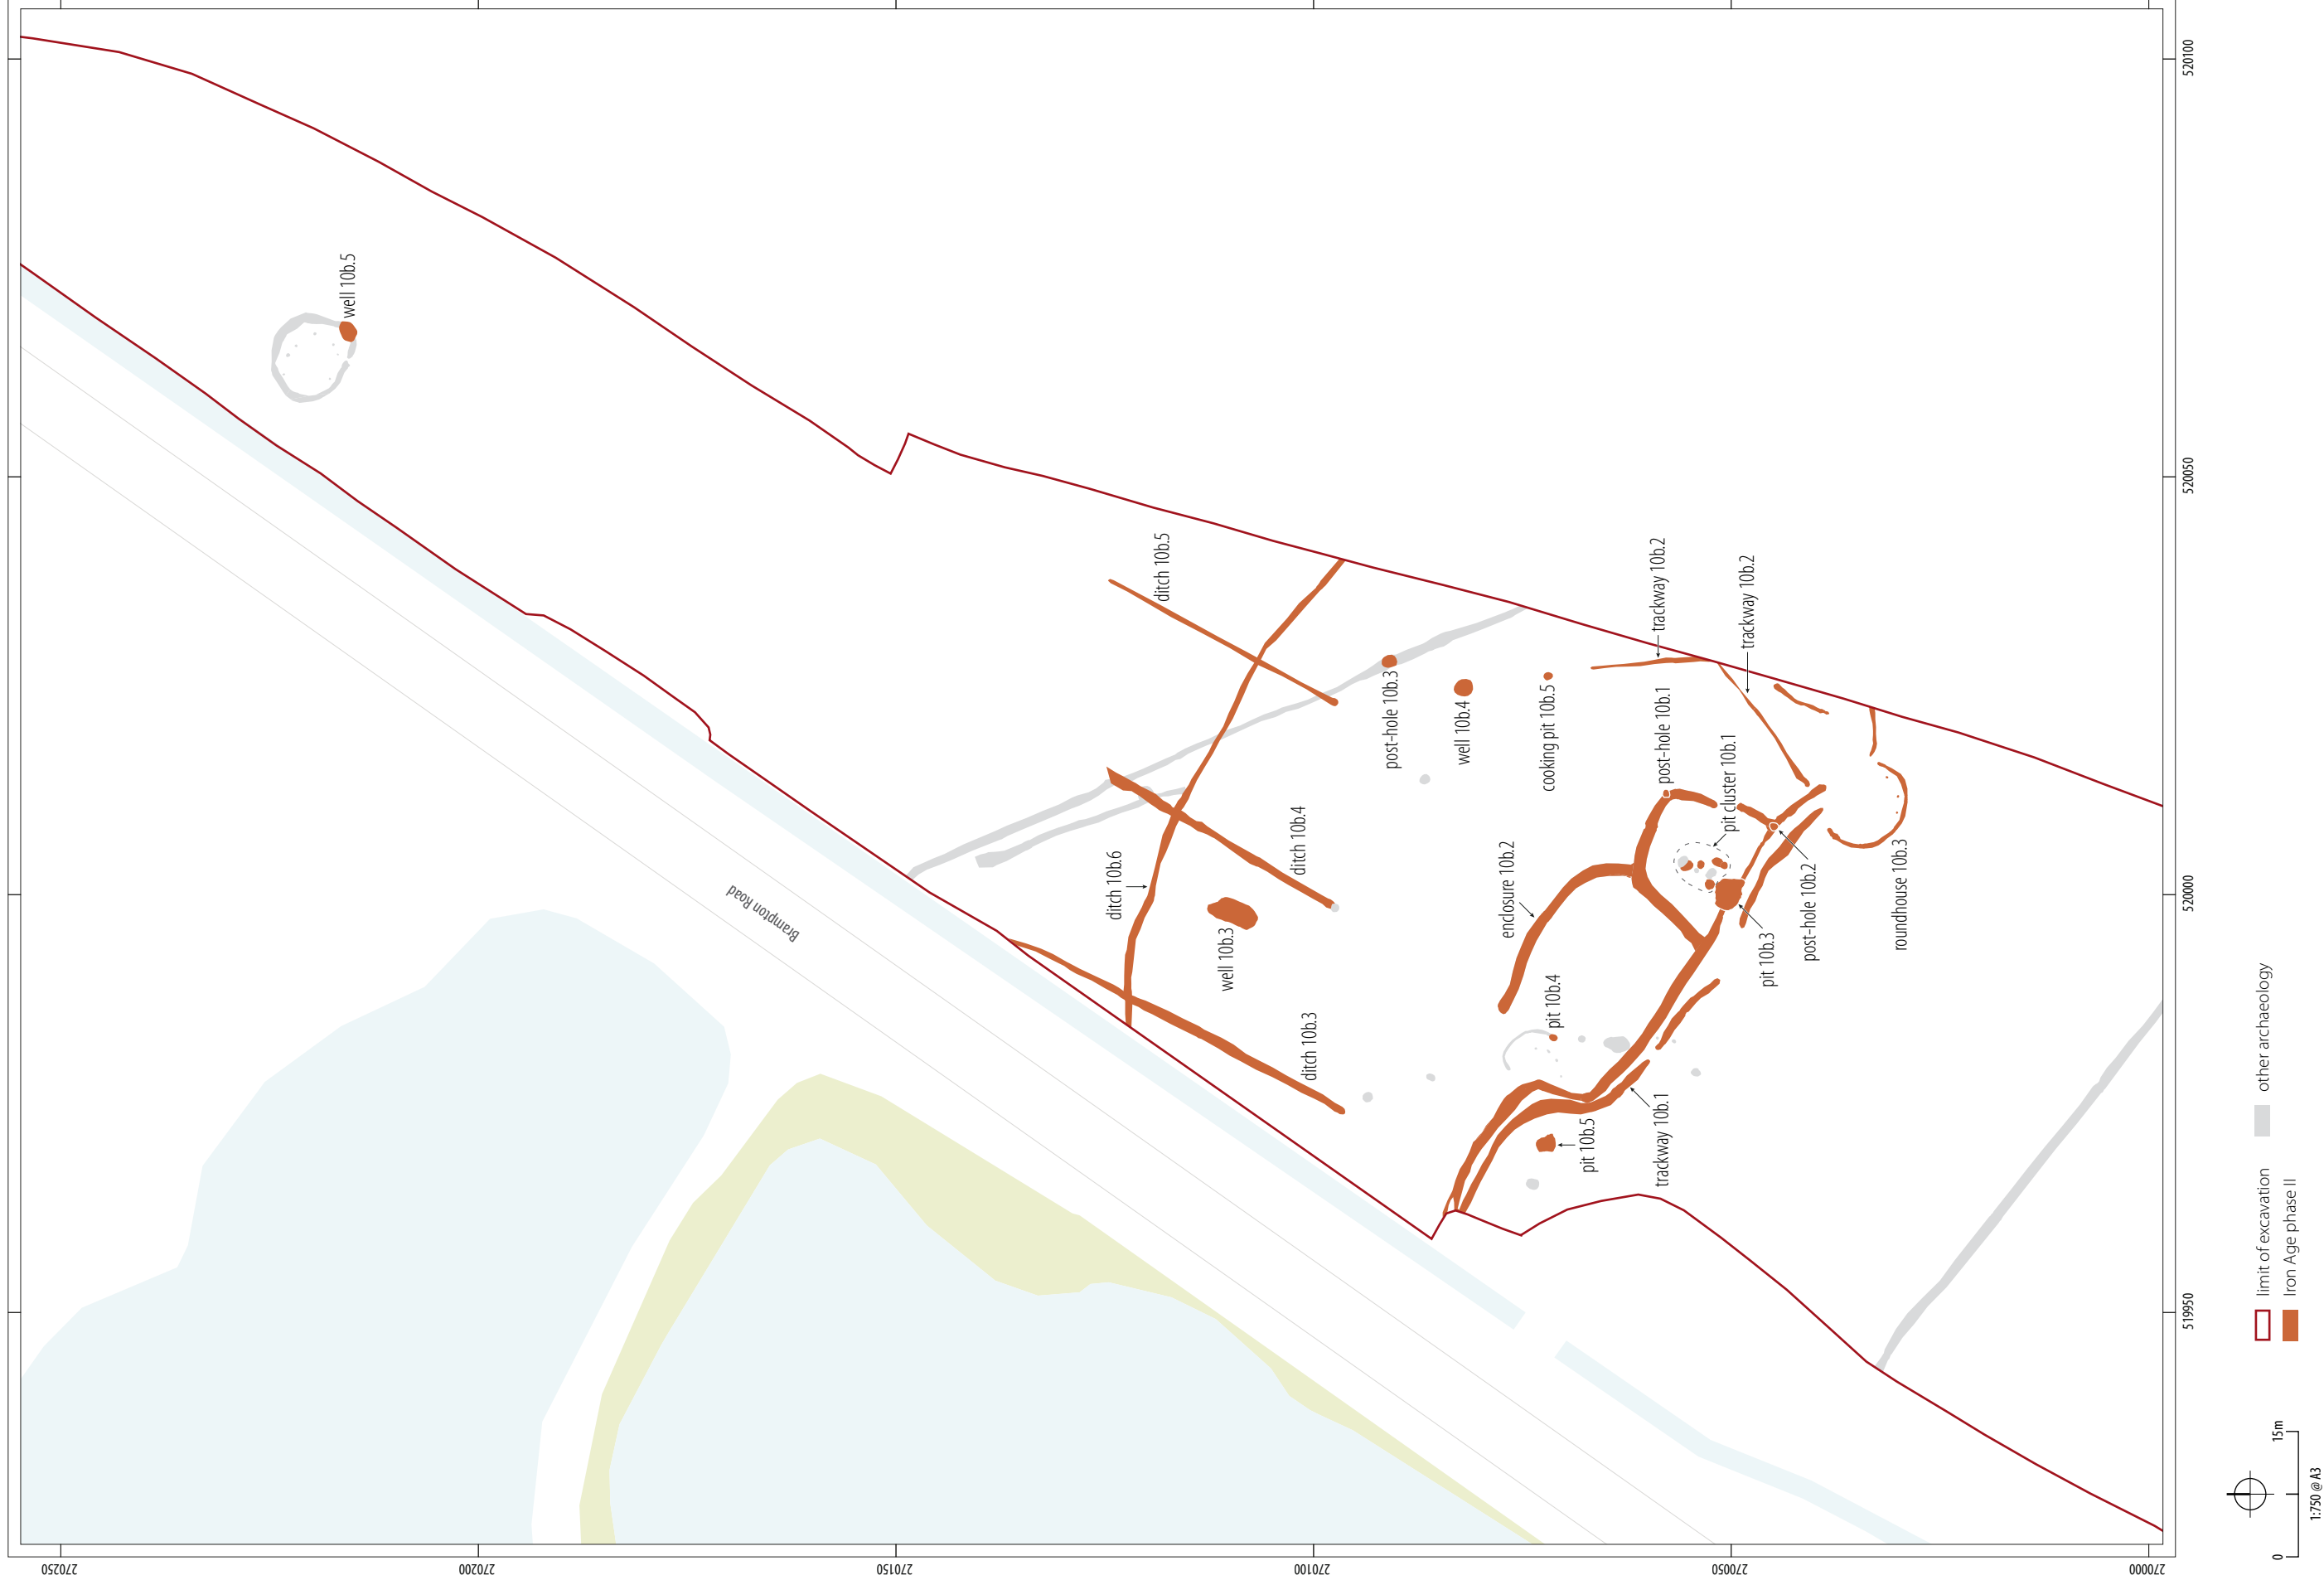 520100
520050
520000
519950
270250
270200
270150
270100
270050
270000
Brampton Road
well 10b.5
ditch 10b.5
ditch 10b.6
ditch 10b.4
well 10b.3
ditch 10b.3
post-hole 10b.3
well 10b.4
cooking pit 10b.5
trackway 10b.2
trackway 10b.2
post-hole 10b.1
pit cluster 10b.1
enclosure 10b.2
pit 10b.4
pit 10b.3
post-hole 10b.2
roundhouse 10b.3
pit 10b.5
trackway 10b.1
limit of excavation
Iron Age phase II
other archaeology
0
15m
1:750 @ A3